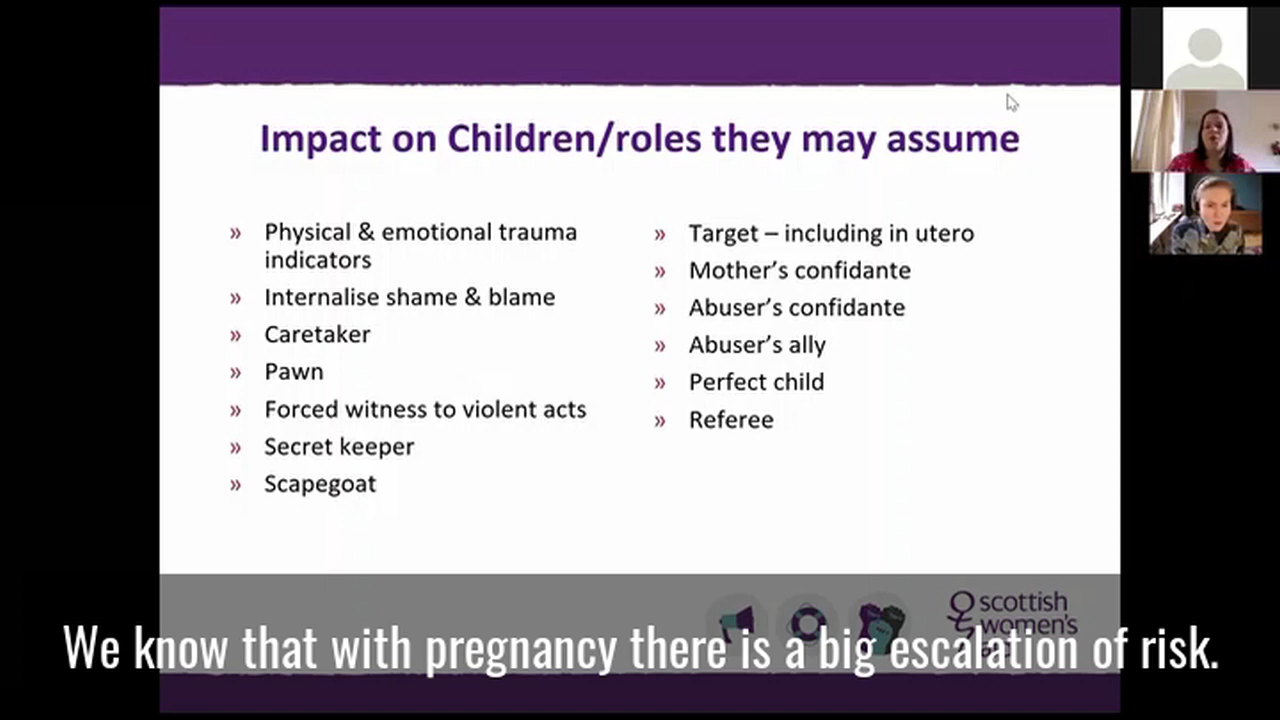 Impact on Children/roles they may assume
» Physical & emotional trauma
indicators
» Internalise shame & blame
» Caretaker
» Pawn
» Forced witness to violent acts
» Secret keeper
» Scapegoat
» Target – including in utero
» Mother's confidante
» Abuser's confidante
» Abuser's ally
» Perfect child
» Referee
scottish
women's
We know that with pregnancy there is a big escalation of risk.